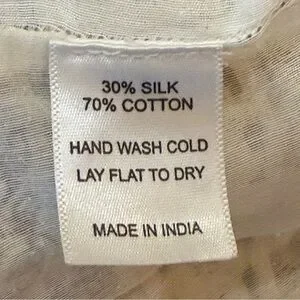 30% SILK
70% COTTON
HAND WASH COLD
LAY FLAT TO DRY
MADE IN INDIA